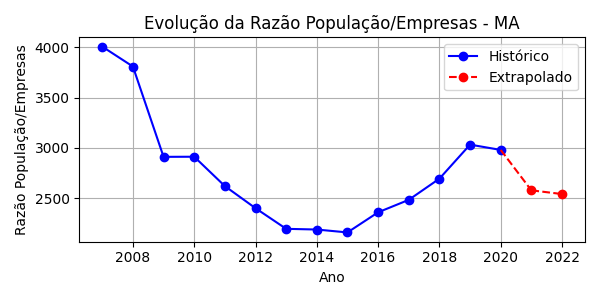 Evolução da Razão População/Empresas - MA
Histórico
Extrapolado
Razão População/Empresas
4000
3500
3000
2500
2008 2010 2012 2014 2016 2018 2020 2022
Ano